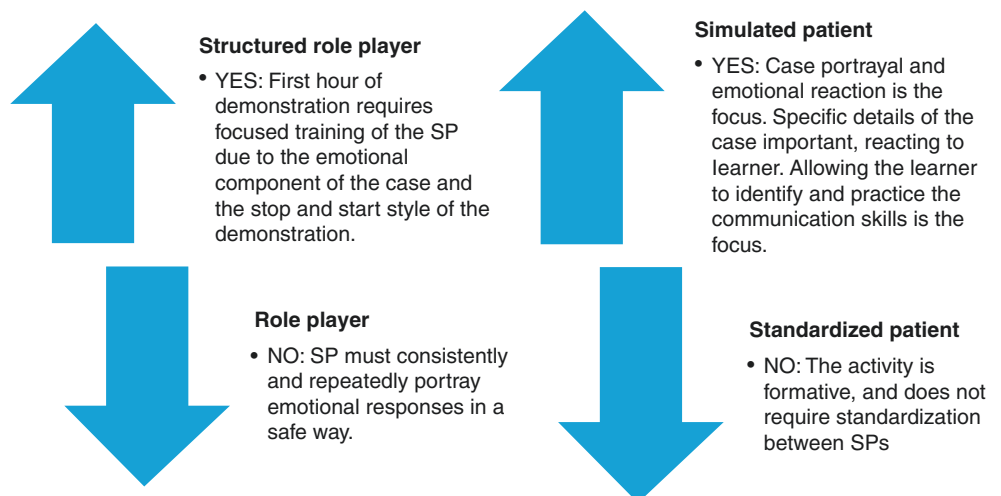 Structured role player
• YES: First hour of
demonstration requires
focused training of the SP
due to the emotional
component of the case and
the stop and start style of the
demonstration.
Role player
• NO: SP must consistently
and repeatedly portray
emotional responses in a
safe way.
Simulated patient
• YES: Case portrayal and
emotional reaction is the
focus. Specific details of the
case important, reacting to
learner. Allowing the learner
to identify and practice the
communication skills is the
focus.
Standardized patient
• NO: The activity is
formative, and does not
require standardization
between SPs